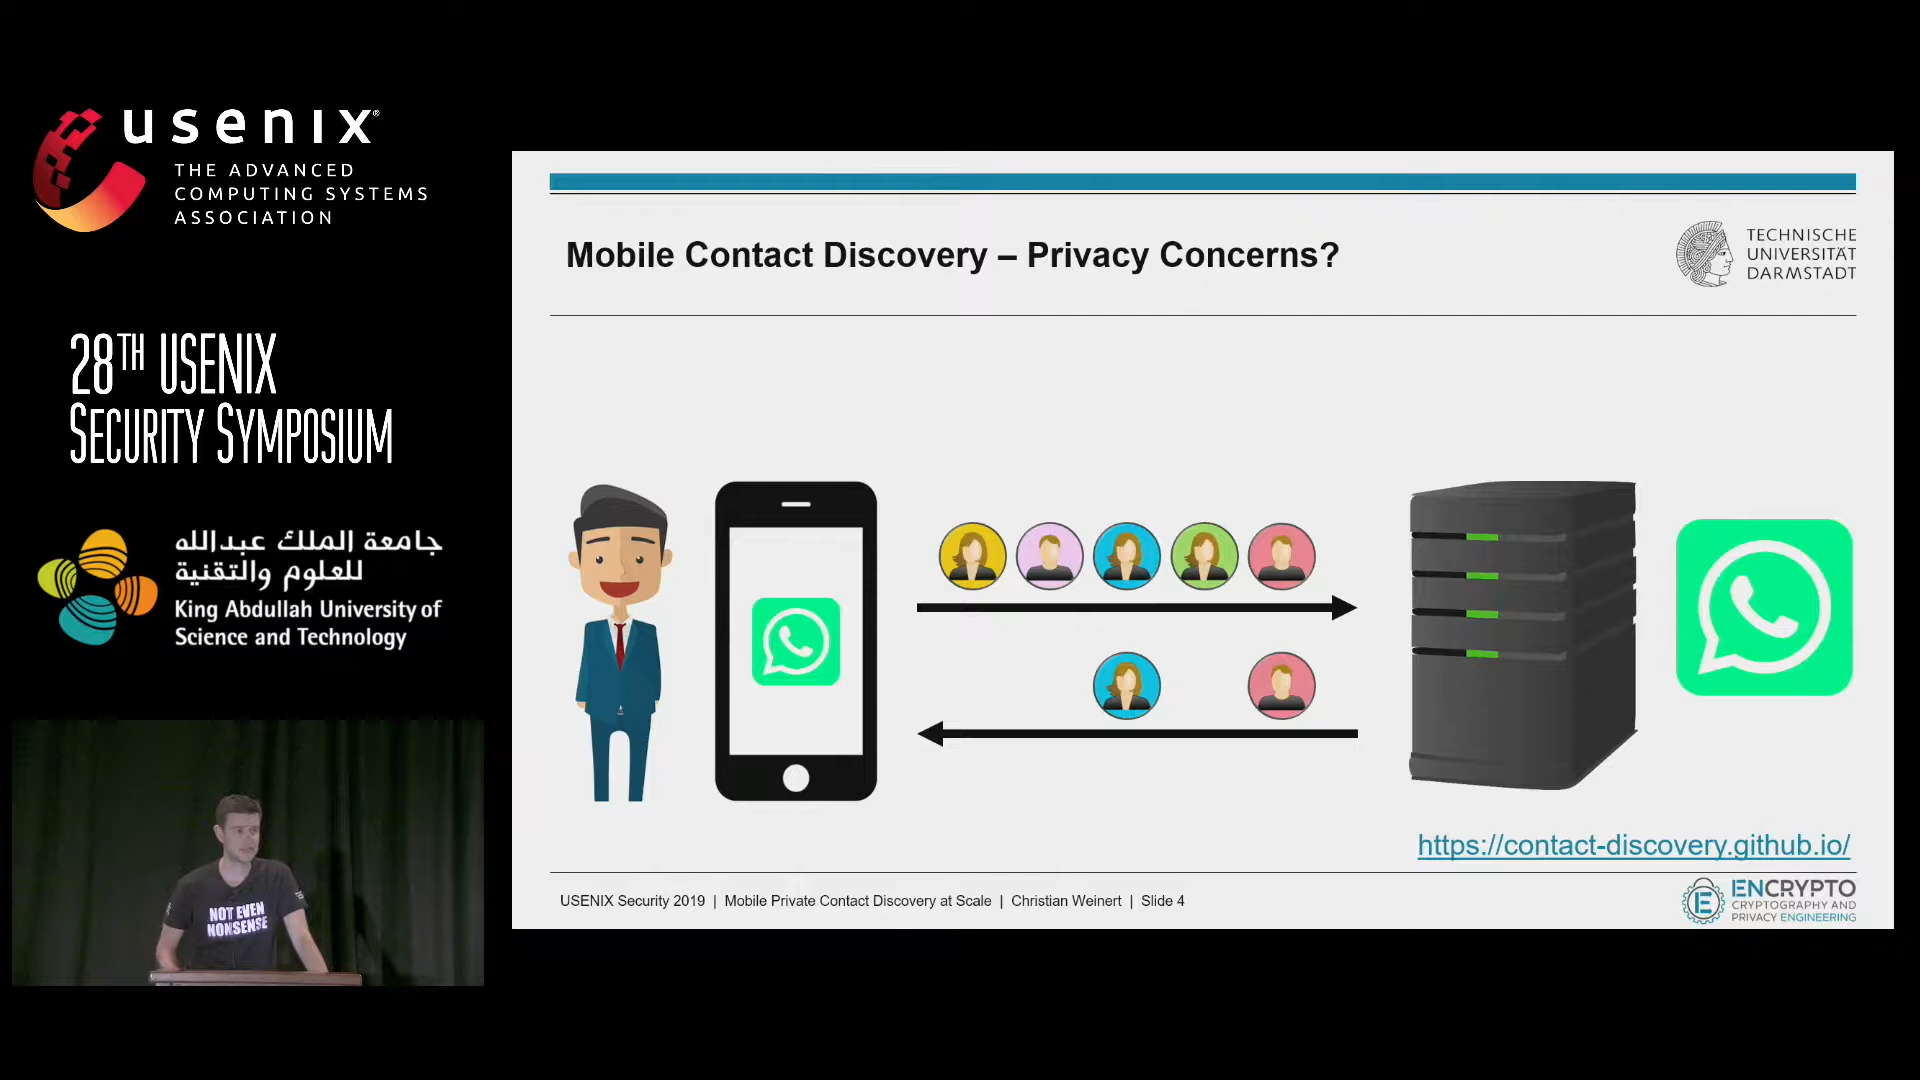 usenix®
THE ADVANCED
COMPUTING SYSTEMS
ASSOCIATION
28TH USENIX
SECURITY SYMPOSIUM
جامعة الملك عبدالله
للعلوم والتقنية
King Abdullah University of
Science and Technology
NOT EVEN
NONSENSE
Mobile Contact Discovery – Privacy Concerns?
TECHNISCHE
UNIVERSITÄT
DARMSTADT
https://contact-discovery.github.io/
USENIX Security 2019 | Mobile Private Contact Discovery at Scale | Christian Weinert | Slide 4
E
ENCRYPTO
CRYPTOGRAPHY AND
PRIVACY ENGINEERING